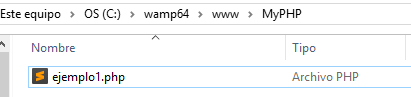 Este equipo > OS (C:) > wamp64 > www > MyPHP
Nombre Tipo
ejemplo1.php Archivo PHP